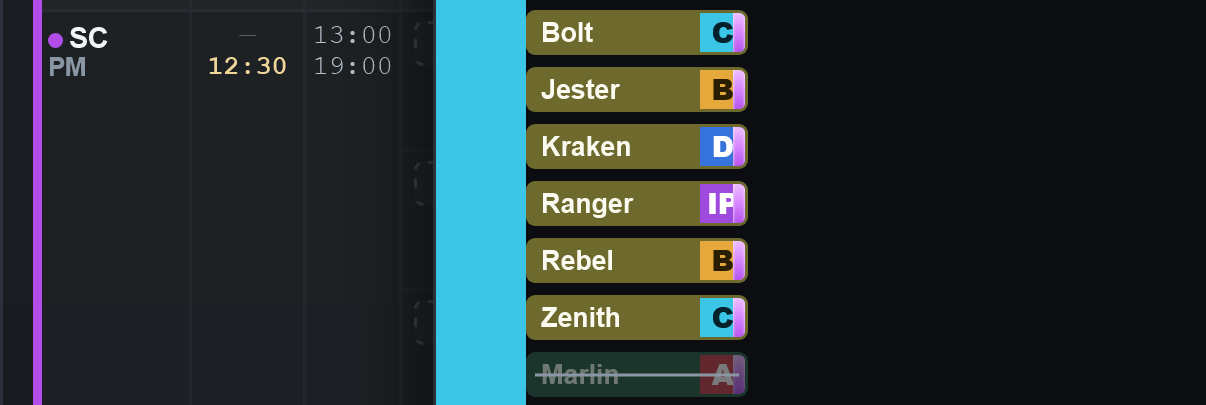 SC — 13:00
PM 12:30 19:00
Bolt C
Jester B
Kraken D
Ranger IP
Rebel B
Zenith C
Marlin A